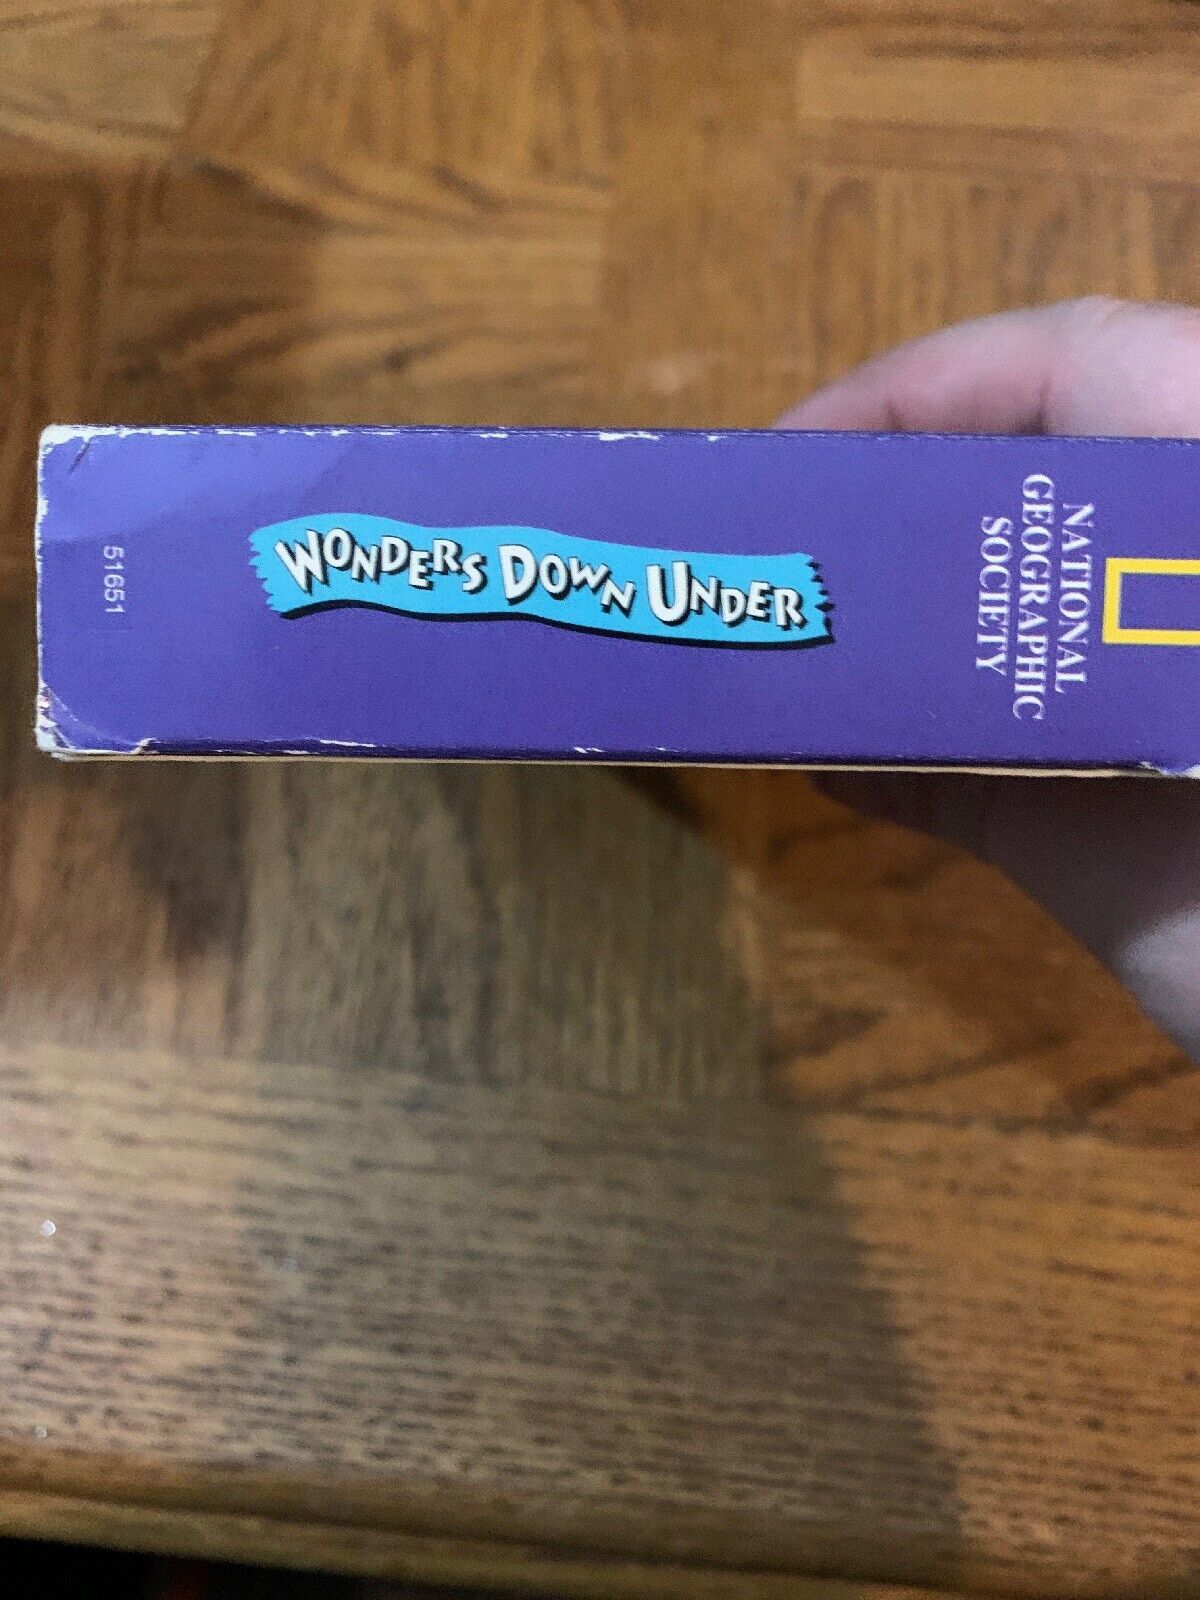 51651
WONDERS DOWN UNDER
NATIONAL
GEOGRAPHIC
SOCIETY